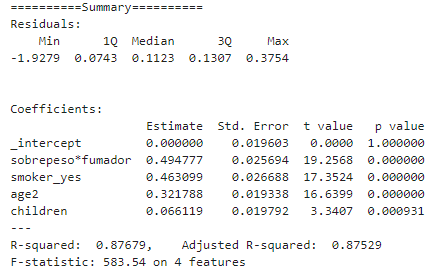 ==========Summary==========
Residuals:
Min 1Q Median 3Q Max
-1.9279 0.0743 0.1123 0.1307 0.3754
Coefficients:
Estimate Std. Error t value p value
_intercept 0.000000 0.019603 0.0000 1.000000
sobrepeso*fumador 0.494777 0.025694 19.2568 0.000000
smoker_yes 0.463099 0.026688 17.3524 0.000000
age2 0.321788 0.019338 16.6399 0.000000
children 0.066119 0.019792 3.3407 0.000931
---
R-squared: 0.87679, Adjusted R-squared: 0.87529
F-statistic: 583.54 on 4 features